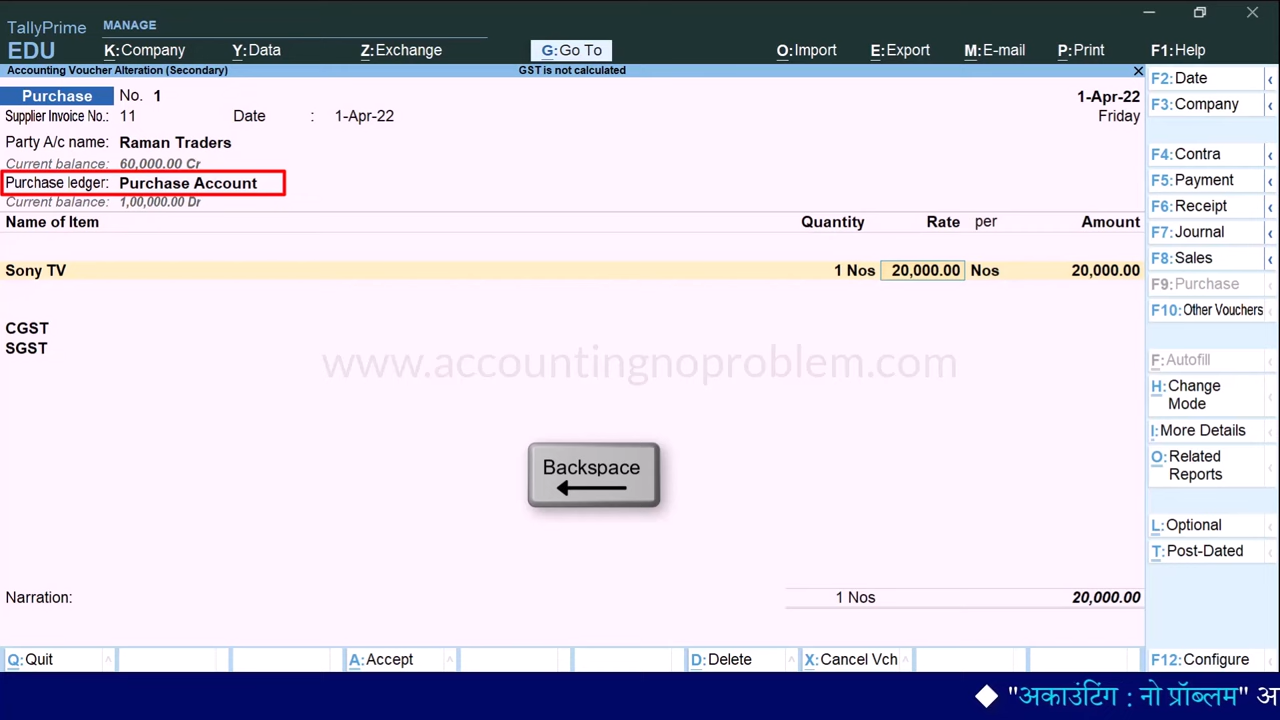 TallyPrime MANAGE
EDU K:Company Y:Data Z:Exchange G:Go To O:Import E:Export M:E-mail P:Print F1:Help
Accounting Voucher Alteration (Secondary) GST is not calculated
F2:Date
Purchase No. 1 1-Apr-22
F3:Company
Supplier Invoice No.: 11 Date : 1-Apr-22 Friday
Party A/c name: Raman Traders
F4:Contra
Current balance: 60,000.00 Cr
Purchase ledger: Purchase Account
F5:Payment
Current balance: 1,00,000.00 Dr
F6:Receipt
Name of Item Quantity Rate per Amount
F7:Journal
F8:Sales
Sony TV 1 Nos 20,000.00 Nos 20,000.00
F9:Purchase
F10:Other Vouchers
CGST
SGST
www.accountingnoproblem.com
F:Autofill
H:Change
Mode
I:More Details
O:Related
Reports
Backspace
L:Optional
T:Post-Dated
Narration: 1 Nos 20,000.00
Q:Quit A:Accept D:Delete X:Cancel Vch F12:Configure
◆ "अकाउंटिंग : नो प्रॉब्लम" अ